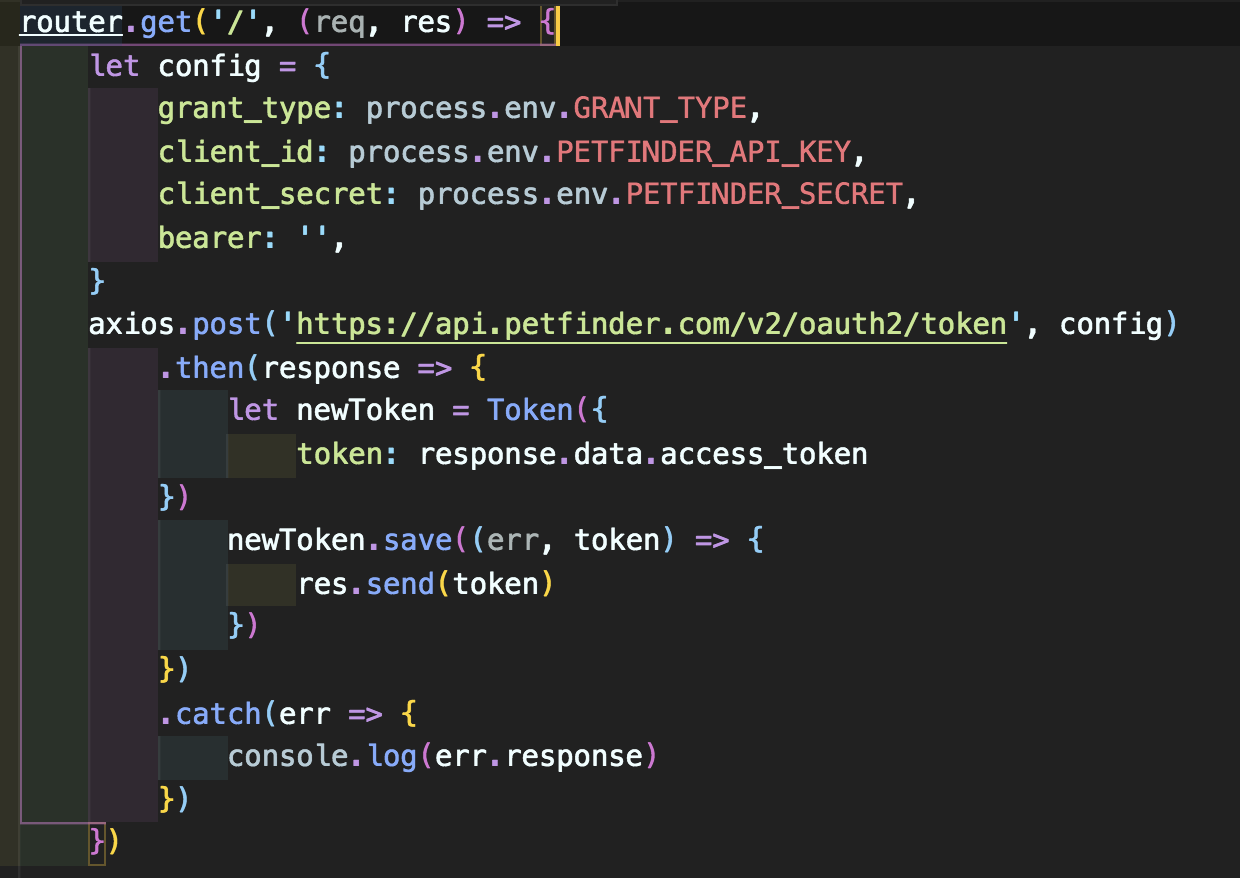 router.get('/', (req, res) => {
    let config = {
        grant_type: process.env.GRANT_TYPE,
        client_id: process.env.PETFINDER_API_KEY,
        client_secret: process.env.PETFINDER_SECRET,
        bearer: '',
    }
    axios.post('https://api.petfinder.com/v2/oauth2/token', config)
        .then(response => {
            let newToken = Token({
                token: response.data.access_token
        })
            newToken.save((err, token) => {
                res.send(token)
            })
        })
        .catch(err => {
            console.log(err.response)
        })
    })